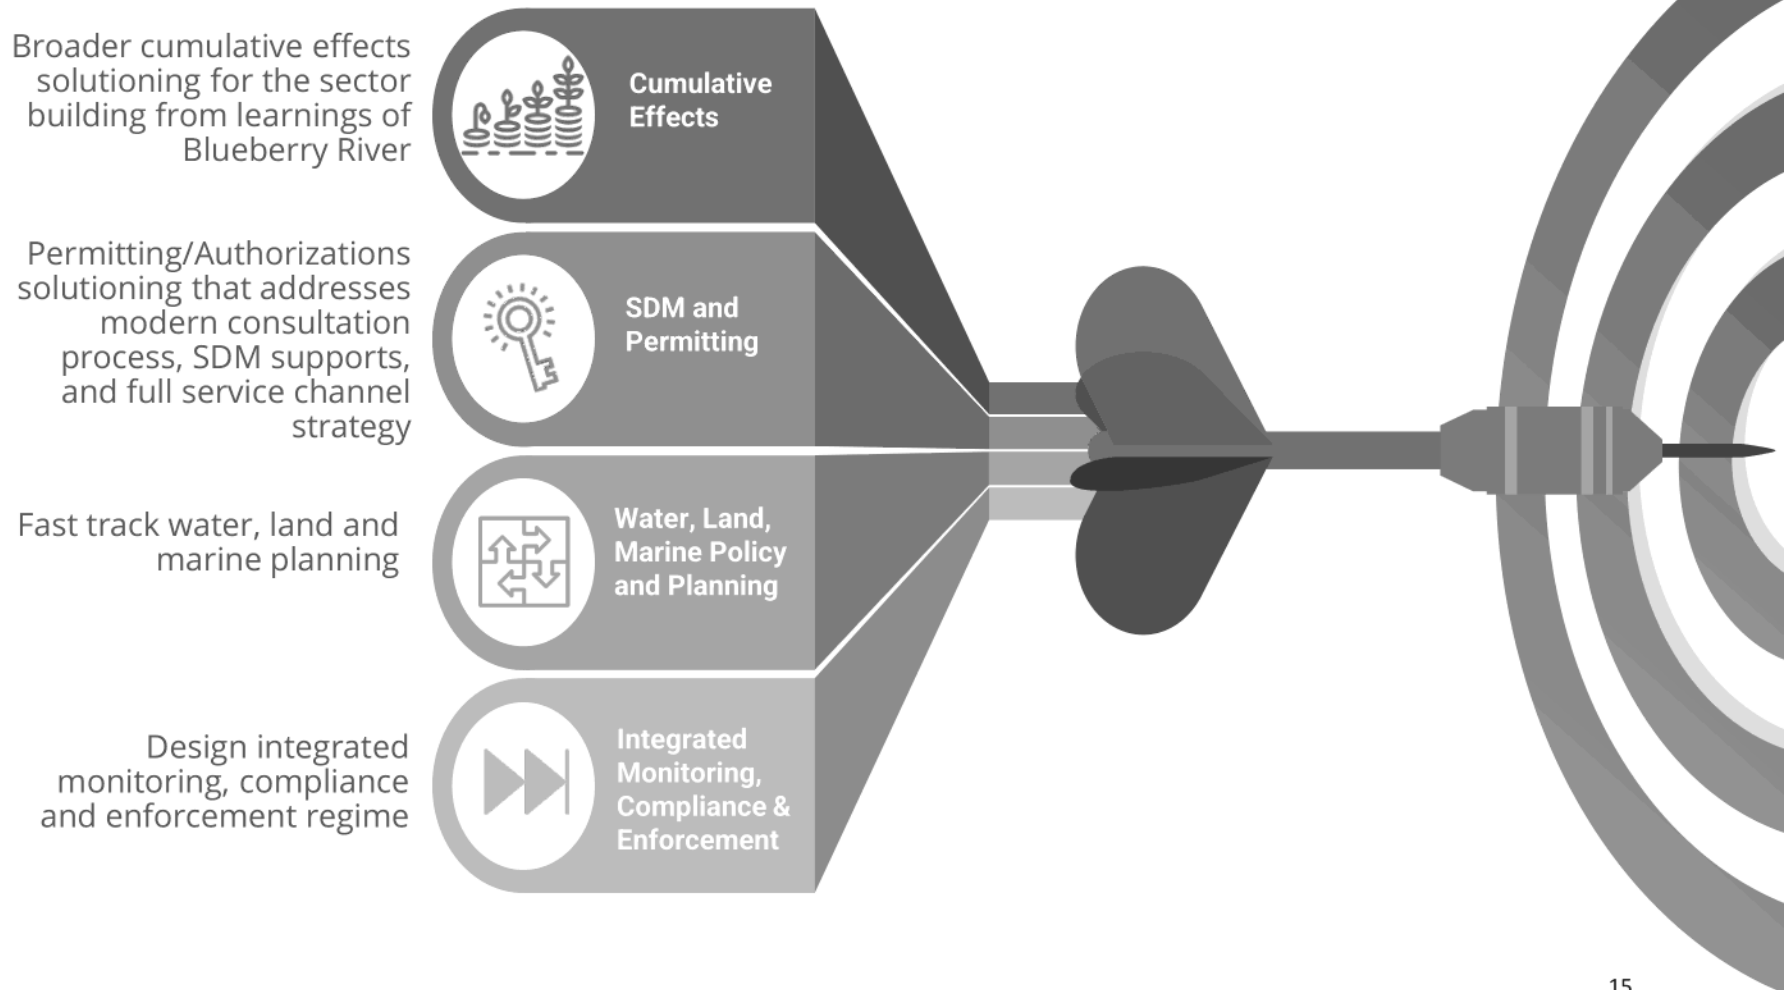 Broader cumulative effects
solutioning for the sector
building from learnings of
Blueberry River
Cumulative
Effects
Permitting/Authorizations
solutioning that addresses
modern consultation
process, SDM supports,
and full service channel
strategy
SDM and
Permitting
Fast track water, land and
marine planning
Water, Land,
Marine Policy
and Planning
Design integrated
monitoring, compliance
and enforcement regime
Integrated
Monitoring,
Compliance &
Enforcement
15